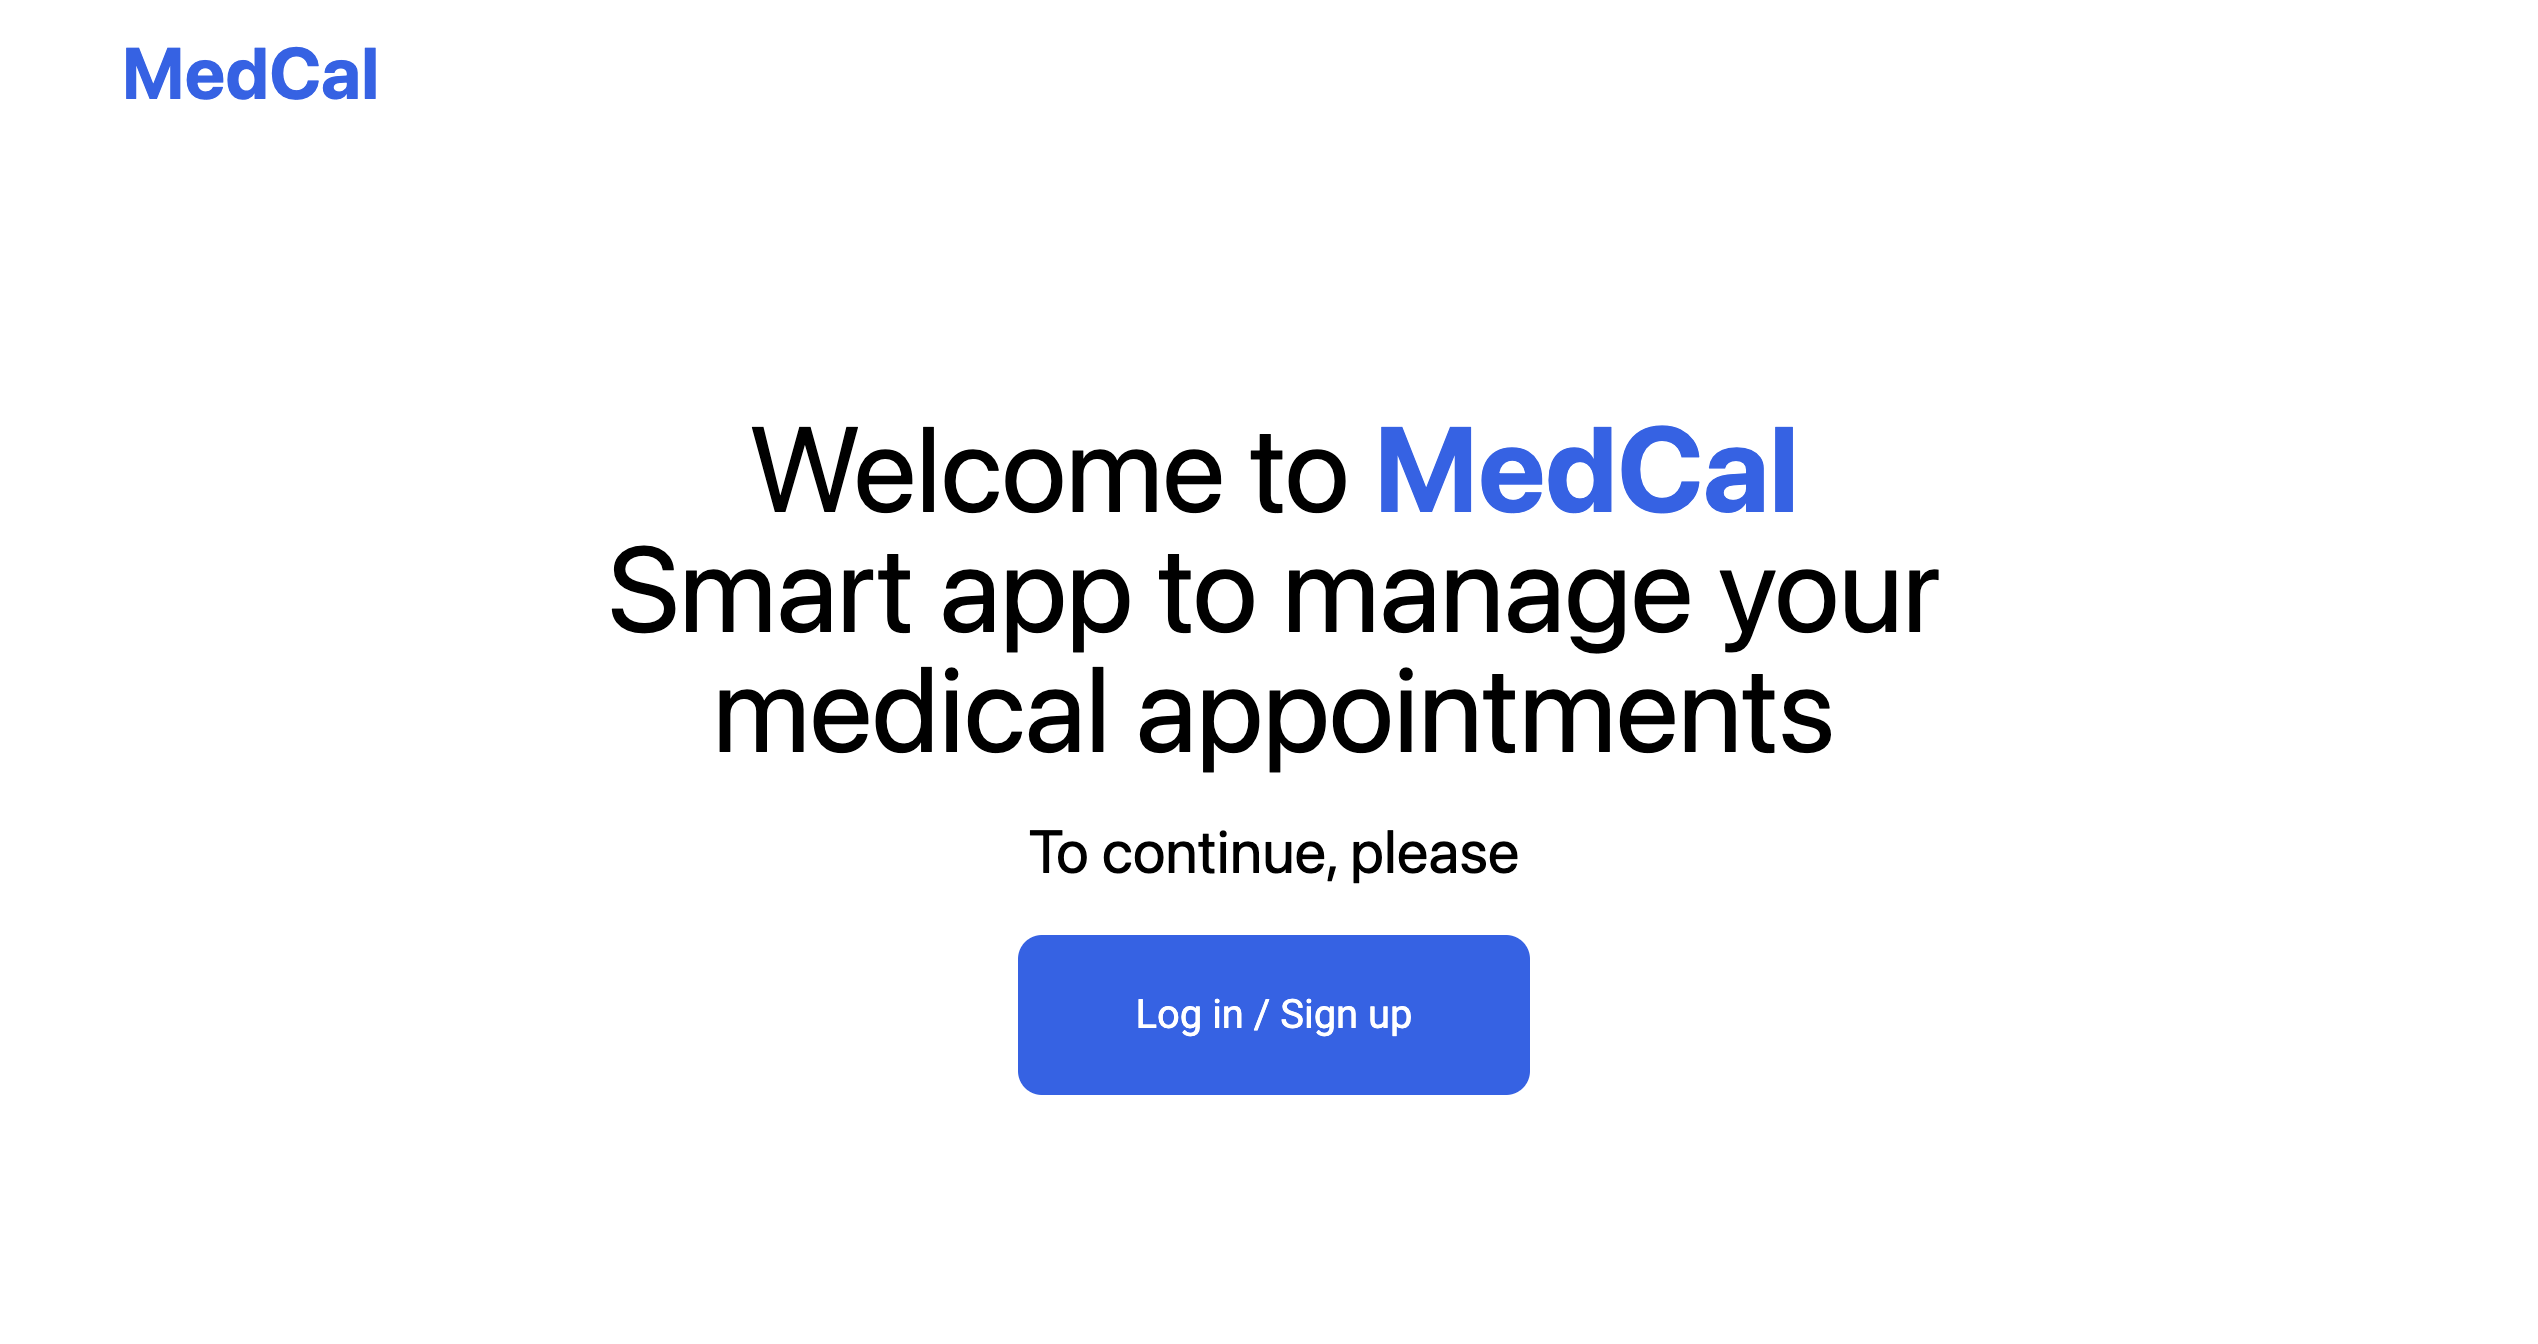 MedCal
Welcome to MedCal
Smart app to manage your
medical appointments
To continue, please
Log in / Sign up